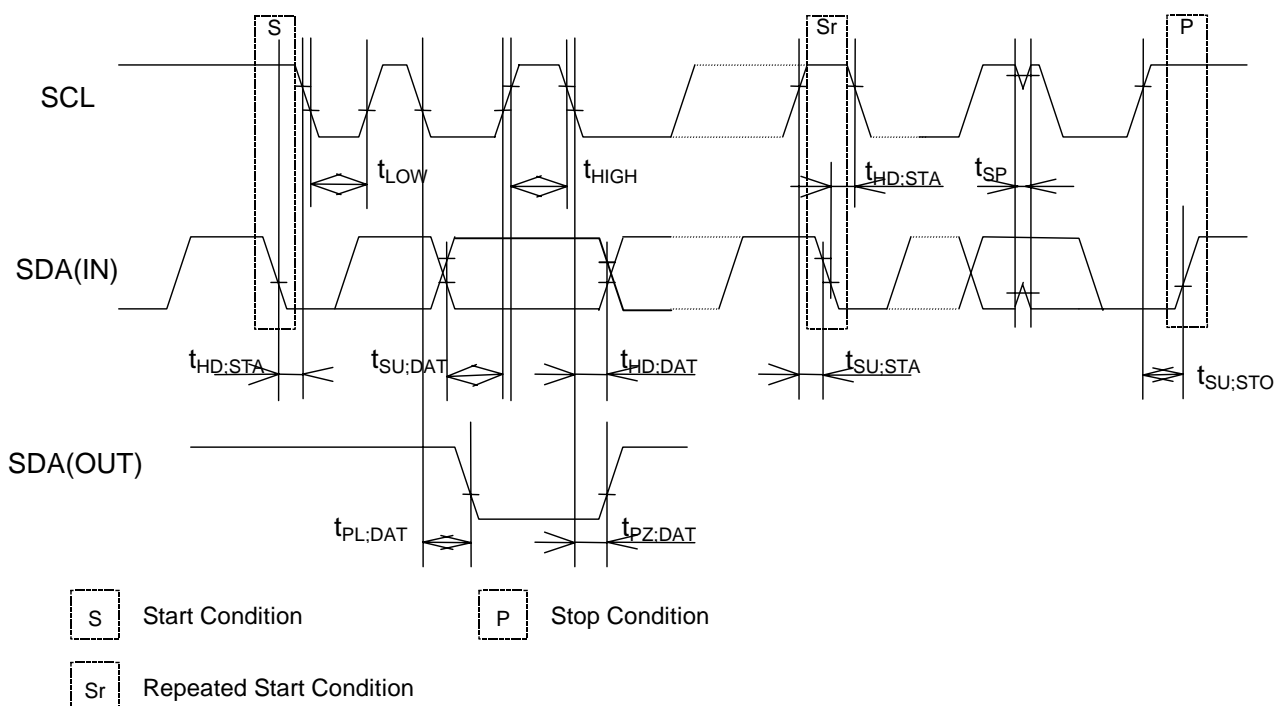 S Sr P
SCL
tLOW tHIGH tHD;STA tSP
SDA(IN)
tHD;STA tSU;DAT tHD;DAT tSU;STA tSU;STO
SDA(OUT)
tPL;DAT tPZ;DAT
S Start Condition P Stop Condition
Sr Repeated Start Condition